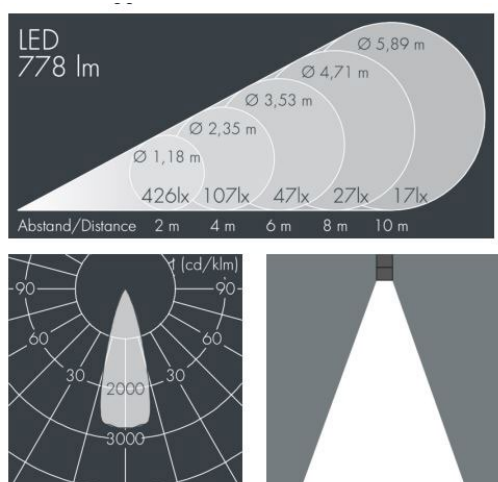 LED
778 lm
Ø 5,89 m
Ø 4,71 m
Ø 3,53 m
Ø 2,35 m
Ø 1,18 m
426lx 107lx 47lx 27lx 17lx
Abstand/Distance 2 m 4 m 6 m 8 m 10 m
(cd/klm)
90 90
60 60
30 30
2000
3000